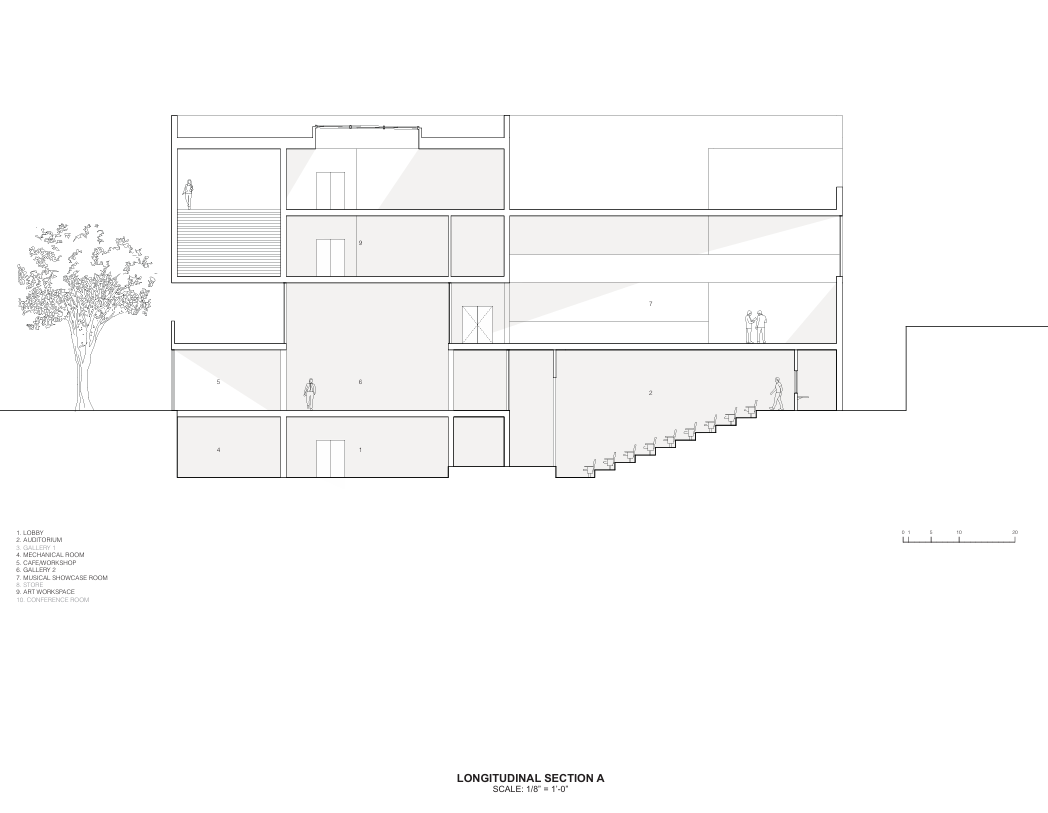 9
7
5
6
2
4
1
1. LOBBY
2. AUDITORIUM
3. GALLERY 1
4. MECHANICAL ROOM
5. CAFE/WORKSHOP
6. GALLERY 2
7. MUSICAL SHOWCASE ROOM
8. STORE
9. ART WORKSPACE
10. CONFERENCE ROOM
0 1 5 10 20
LONGITUDINAL SECTION A
SCALE: 1/8" = 1'-0"